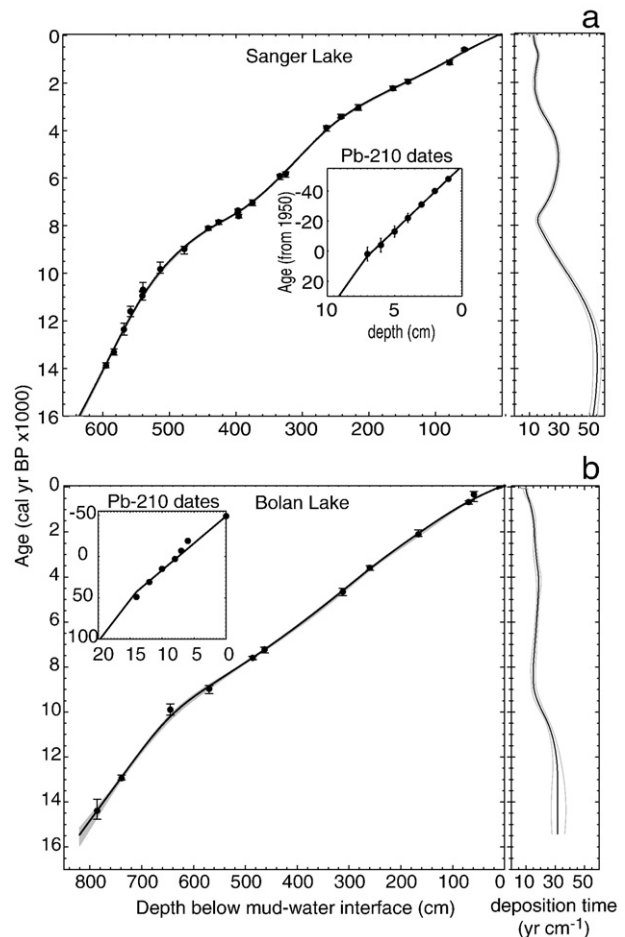 a
0
2
4
6
8
10
12
14
16
Sanger Lake
Pb-210 dates
-40
-20
0
20
Age (from 1950)
10 5 0
depth (cm)
600 500 400 300 200 100
10 30 50
Age (cal yr BP x1000)
b
0
2
4
6
8
10
12
14
16
Pb-210 dates
Bolan Lake
-50
0
50
100
20 15 10 5 0
800 700 600 500 400 300 200 100 0
10 30 50
Depth below mud-water interface (cm)
deposition time
(yr cm⁻¹)